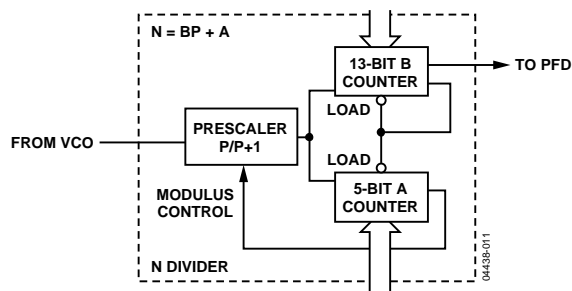 N = BP + A
13-BIT B
COUNTER
TO PFD
LOAD
PRESCALER
P/P+1
FROM VCO
LOAD
MODULUS
CONTROL
5-BIT A
COUNTER
N DIVIDER
04438-011